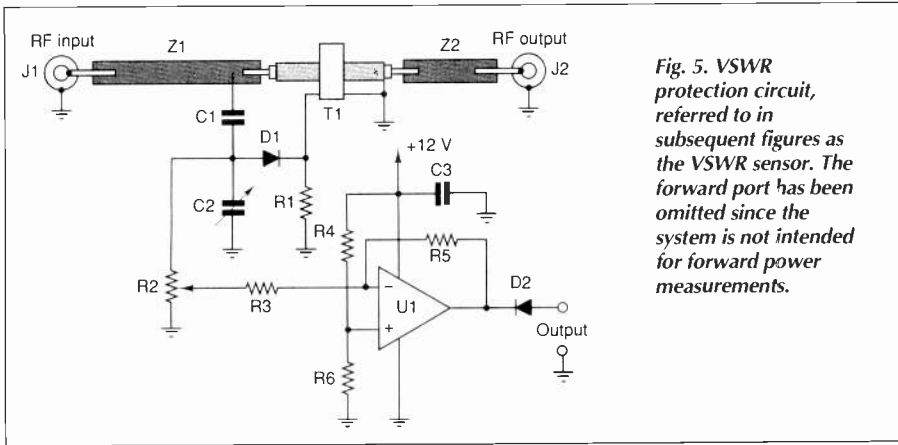 RF input
Z1
Z2
RF output
J1
J2
T1
C1
D1
+12 V
C3
C2
R1
R4
R5
R2
R3
D2
−
U1
+
Output
R6
Fig. 5. VSWR
protection circuit,
referred to in
subsequent figures as
the VSWR sensor. The
forward port has been
omitted since the
system is not intended
for forward power
measurements.